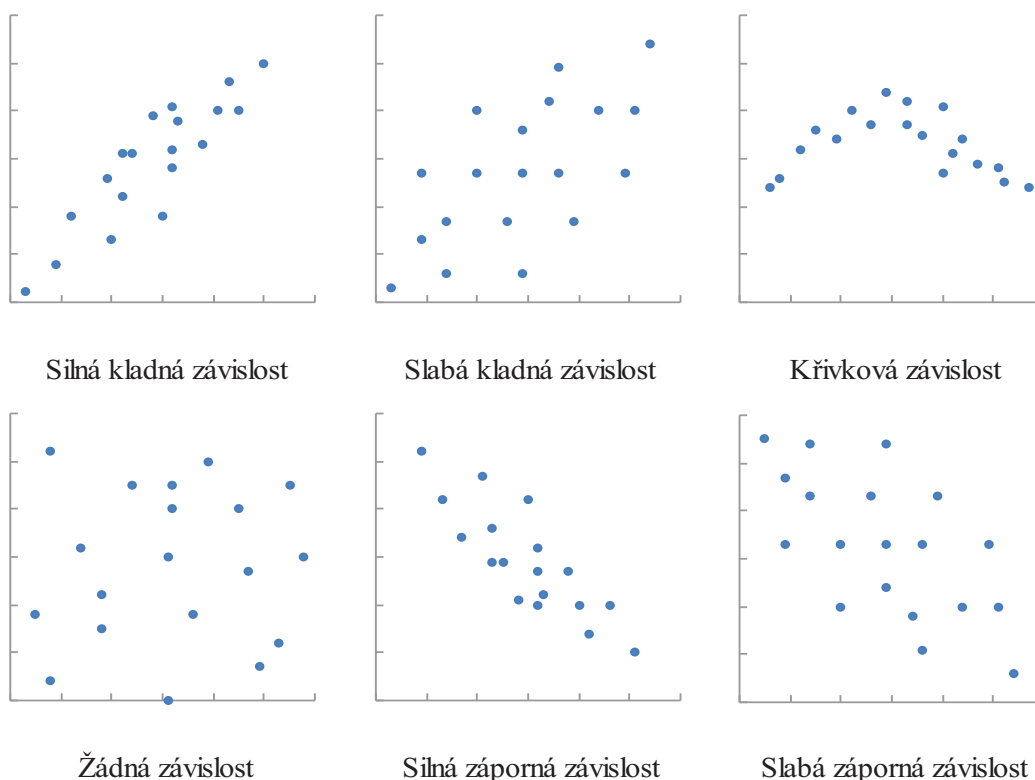 Silná kladná závislost
Slabá kladná závislost
Křivková závislost
Žádná závislost
Silná záporná závislost
Slabá záporná závislost